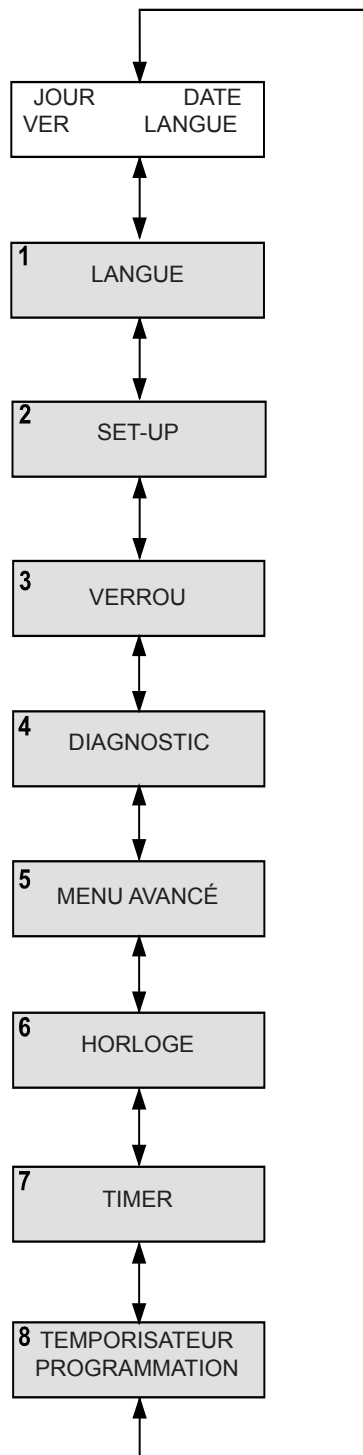 JOUR DATE
VER LANGUE
1
LANGUE
2
SET-UP
3
VERROU
4
DIAGNOSTIC
5
MENU AVANCÉ
6
HORLOGE
7
TIMER
8 TEMPORISATEUR
PROGRAMMATION